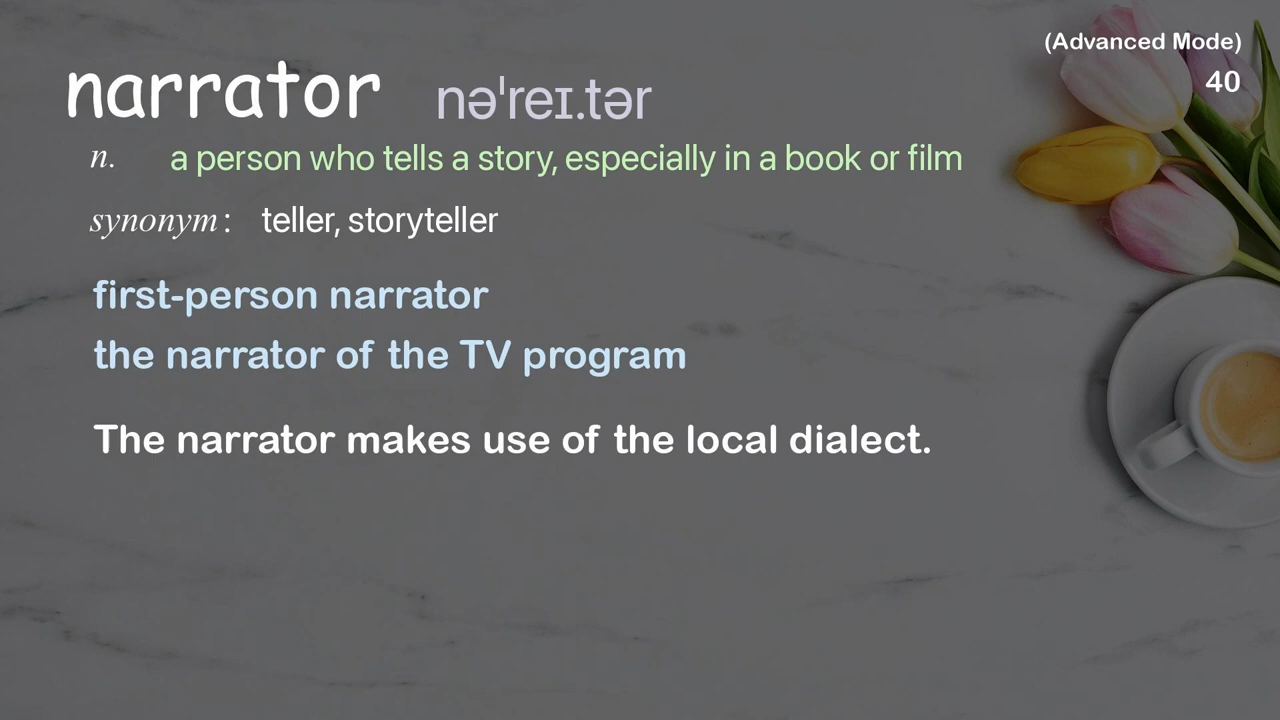 (Advanced Mode)
40
narrator nəˈreɪ.tər
n. a person who tells a story, especially in a book or film
synonym: teller, storyteller
first-person narrator
the narrator of the TV program
The narrator makes use of the local dialect.